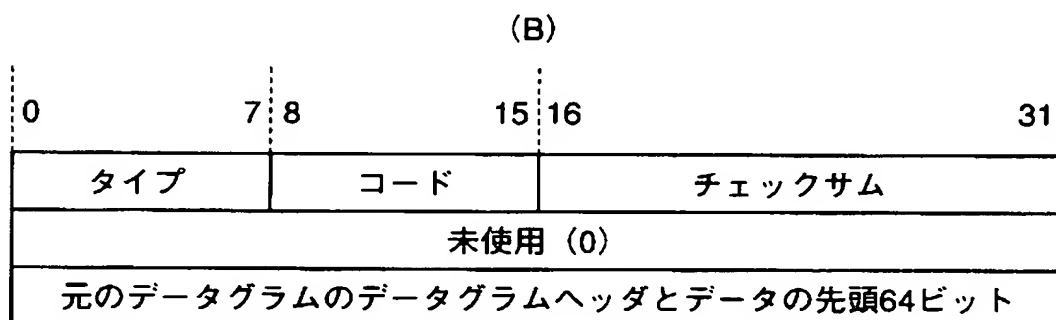 (B)
0 7 8 15 16 31
タイプ コード チェックサム
未使用 (0)
元のデータグラムのデータグラムヘッダとデータの先頭64ビット